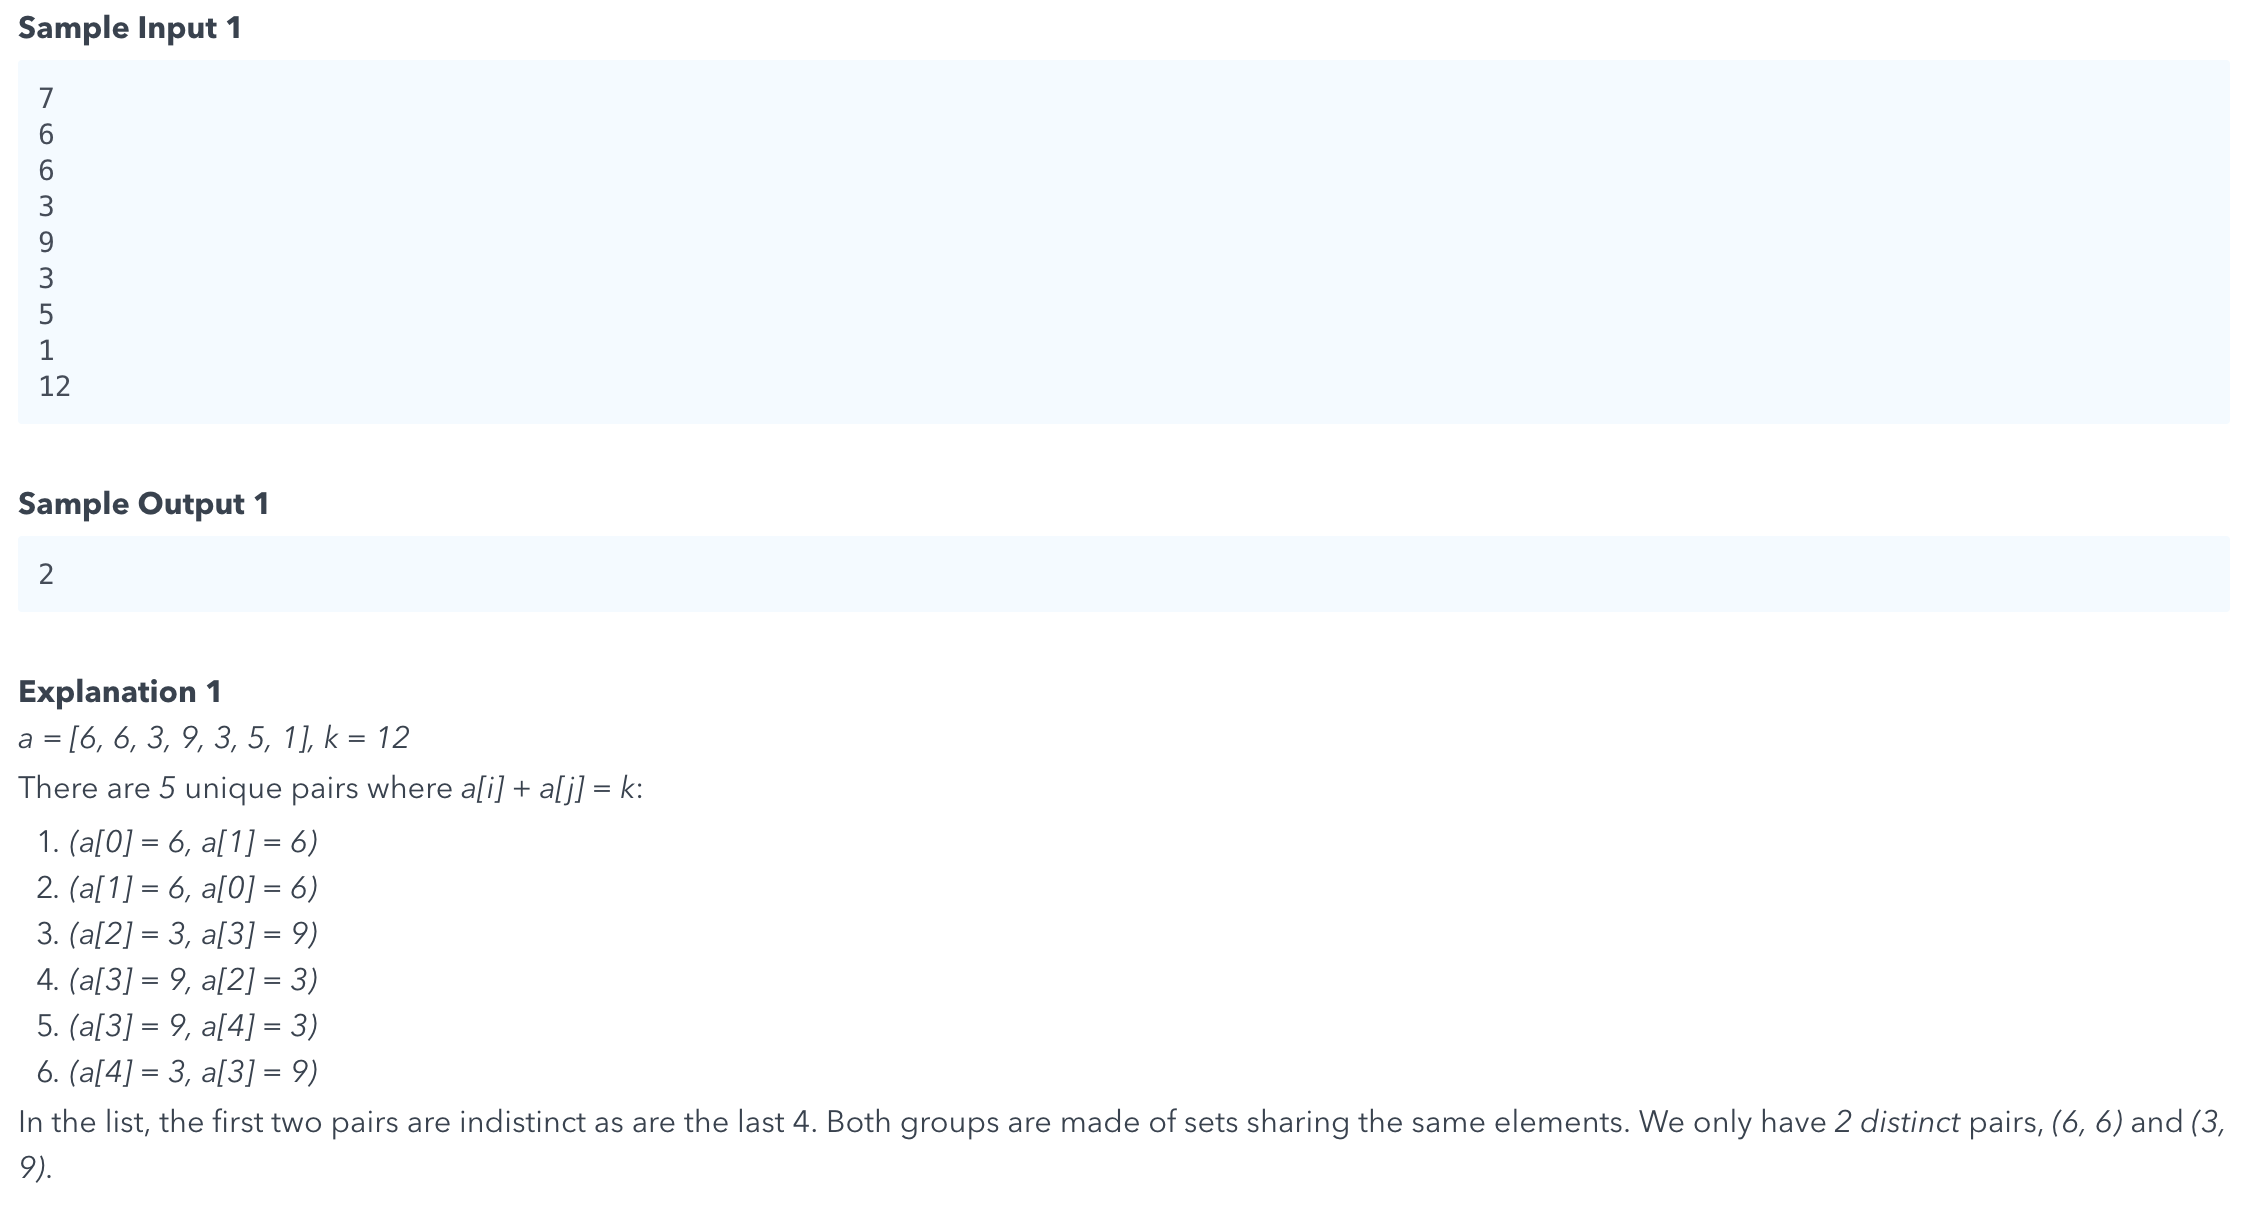 Sample Input 1
7
6
6
3
9
3
5
1
12
Sample Output 1
2
Explanation 1
a = [6, 6, 3, 9, 3, 5, 1], k = 12
There are 5 unique pairs where a[i] + a[j] = k:
1. (a[0] = 6, a[1] = 6)
2. (a[1] = 6, a[0] = 6)
3. (a[2] = 3, a[3] = 9)
4. (a[3] = 9, a[2] = 3)
5. (a[3] = 9, a[4] = 3)
6. (a[4] = 3, a[3] = 9)
In the list, the first two pairs are indistinct as are the last 4. Both groups are made of sets sharing the same elements. We only have 2 distinct pairs, (6, 6) and (3,
9).